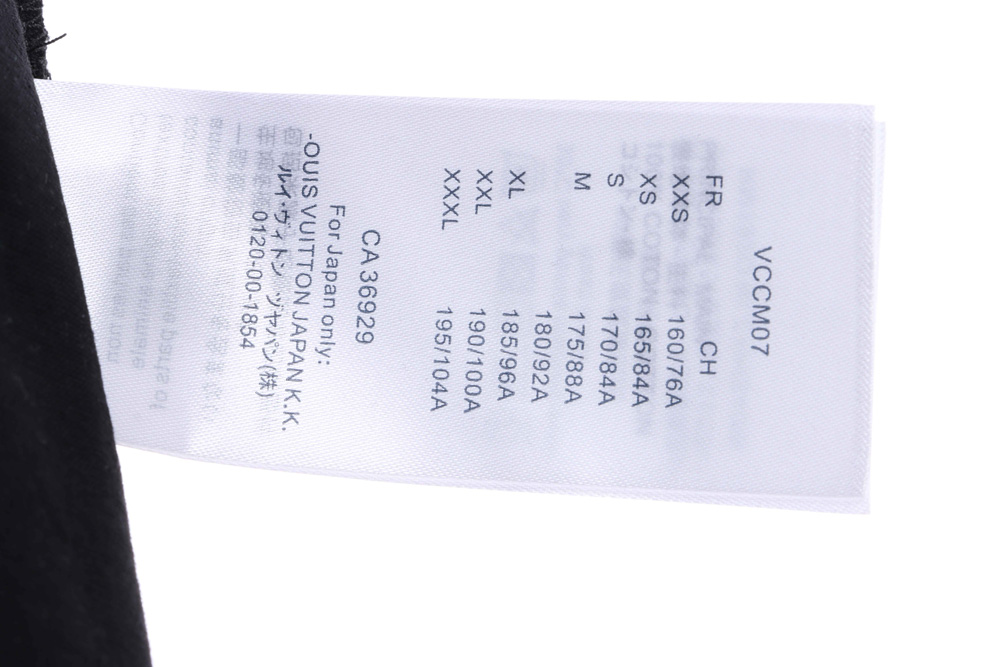 VCCM07
FR CH
XXS 160/76A
XS 165/84A
S 170/84A
M 175/88A
180/92A
XL 185/96A
XXL 190/100A
XXXL 195/104A
CA 36929
For Japan only:
-OUIS VUITTON JAPAN K.K.
ルイ・ヴィトン ヅヤパン(株)
0120-00-1854